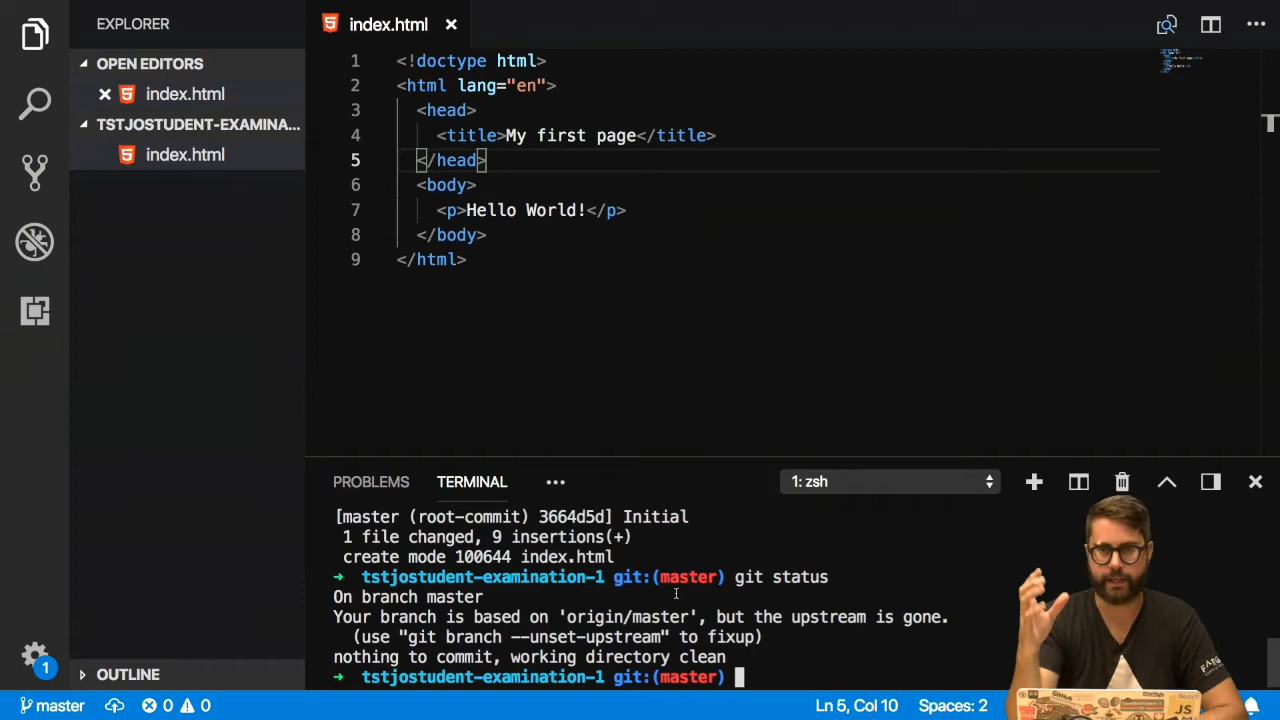 EXPLORER
OPEN EDITORS
index.html
TSTJOSTUDENT-EXAMINA...
index.html
OUTLINE
1
index.html
1 <!doctype html>
2 <html lang="en">
3 <head>
4 <title>My first page</title>
5 </head>
6 <body>
7 <p>Hello World!</p>
8 </body>
9 </html>
PROBLEMS TERMINAL ••• 1: zsh
[master (root-commit) 3664d5d] Initial
1 file changed, 9 insertions(+)
create mode 100644 index.html
➜ tstjostudent-examination-1 git:(master) git status
On branch master
Your branch is based on 'origin/master', but the upstream is gone.
(use "git branch --unset-upstream" to fixup)
nothing to commit, working directory clean
➜ tstjostudent-examination-1 git:(master)
master 0 0 Ln 5, Col 10 Spaces: 2
GitHub
React
JS